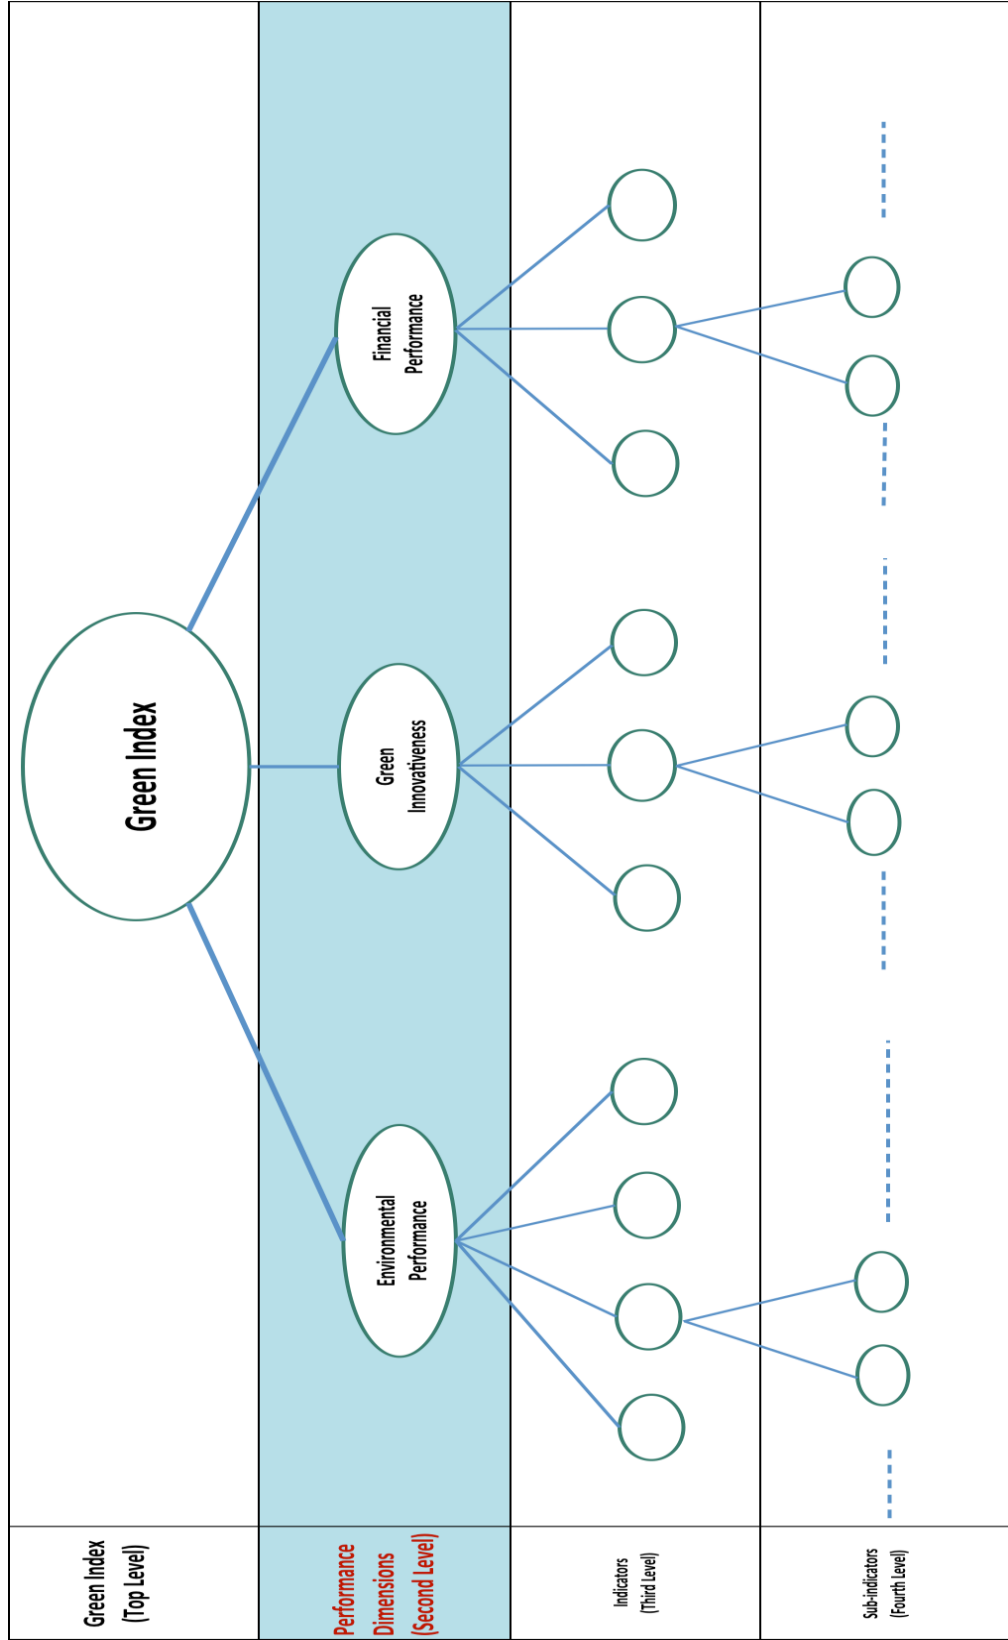 Green Index
(Top Level)
Green Index
Performance
Dimensions
(Second Level)
Environmental
Performance
Green
Innovativeness
Financial
Performance
Indicators
(Third Level)
Sub-indicators
(Fourth Level)